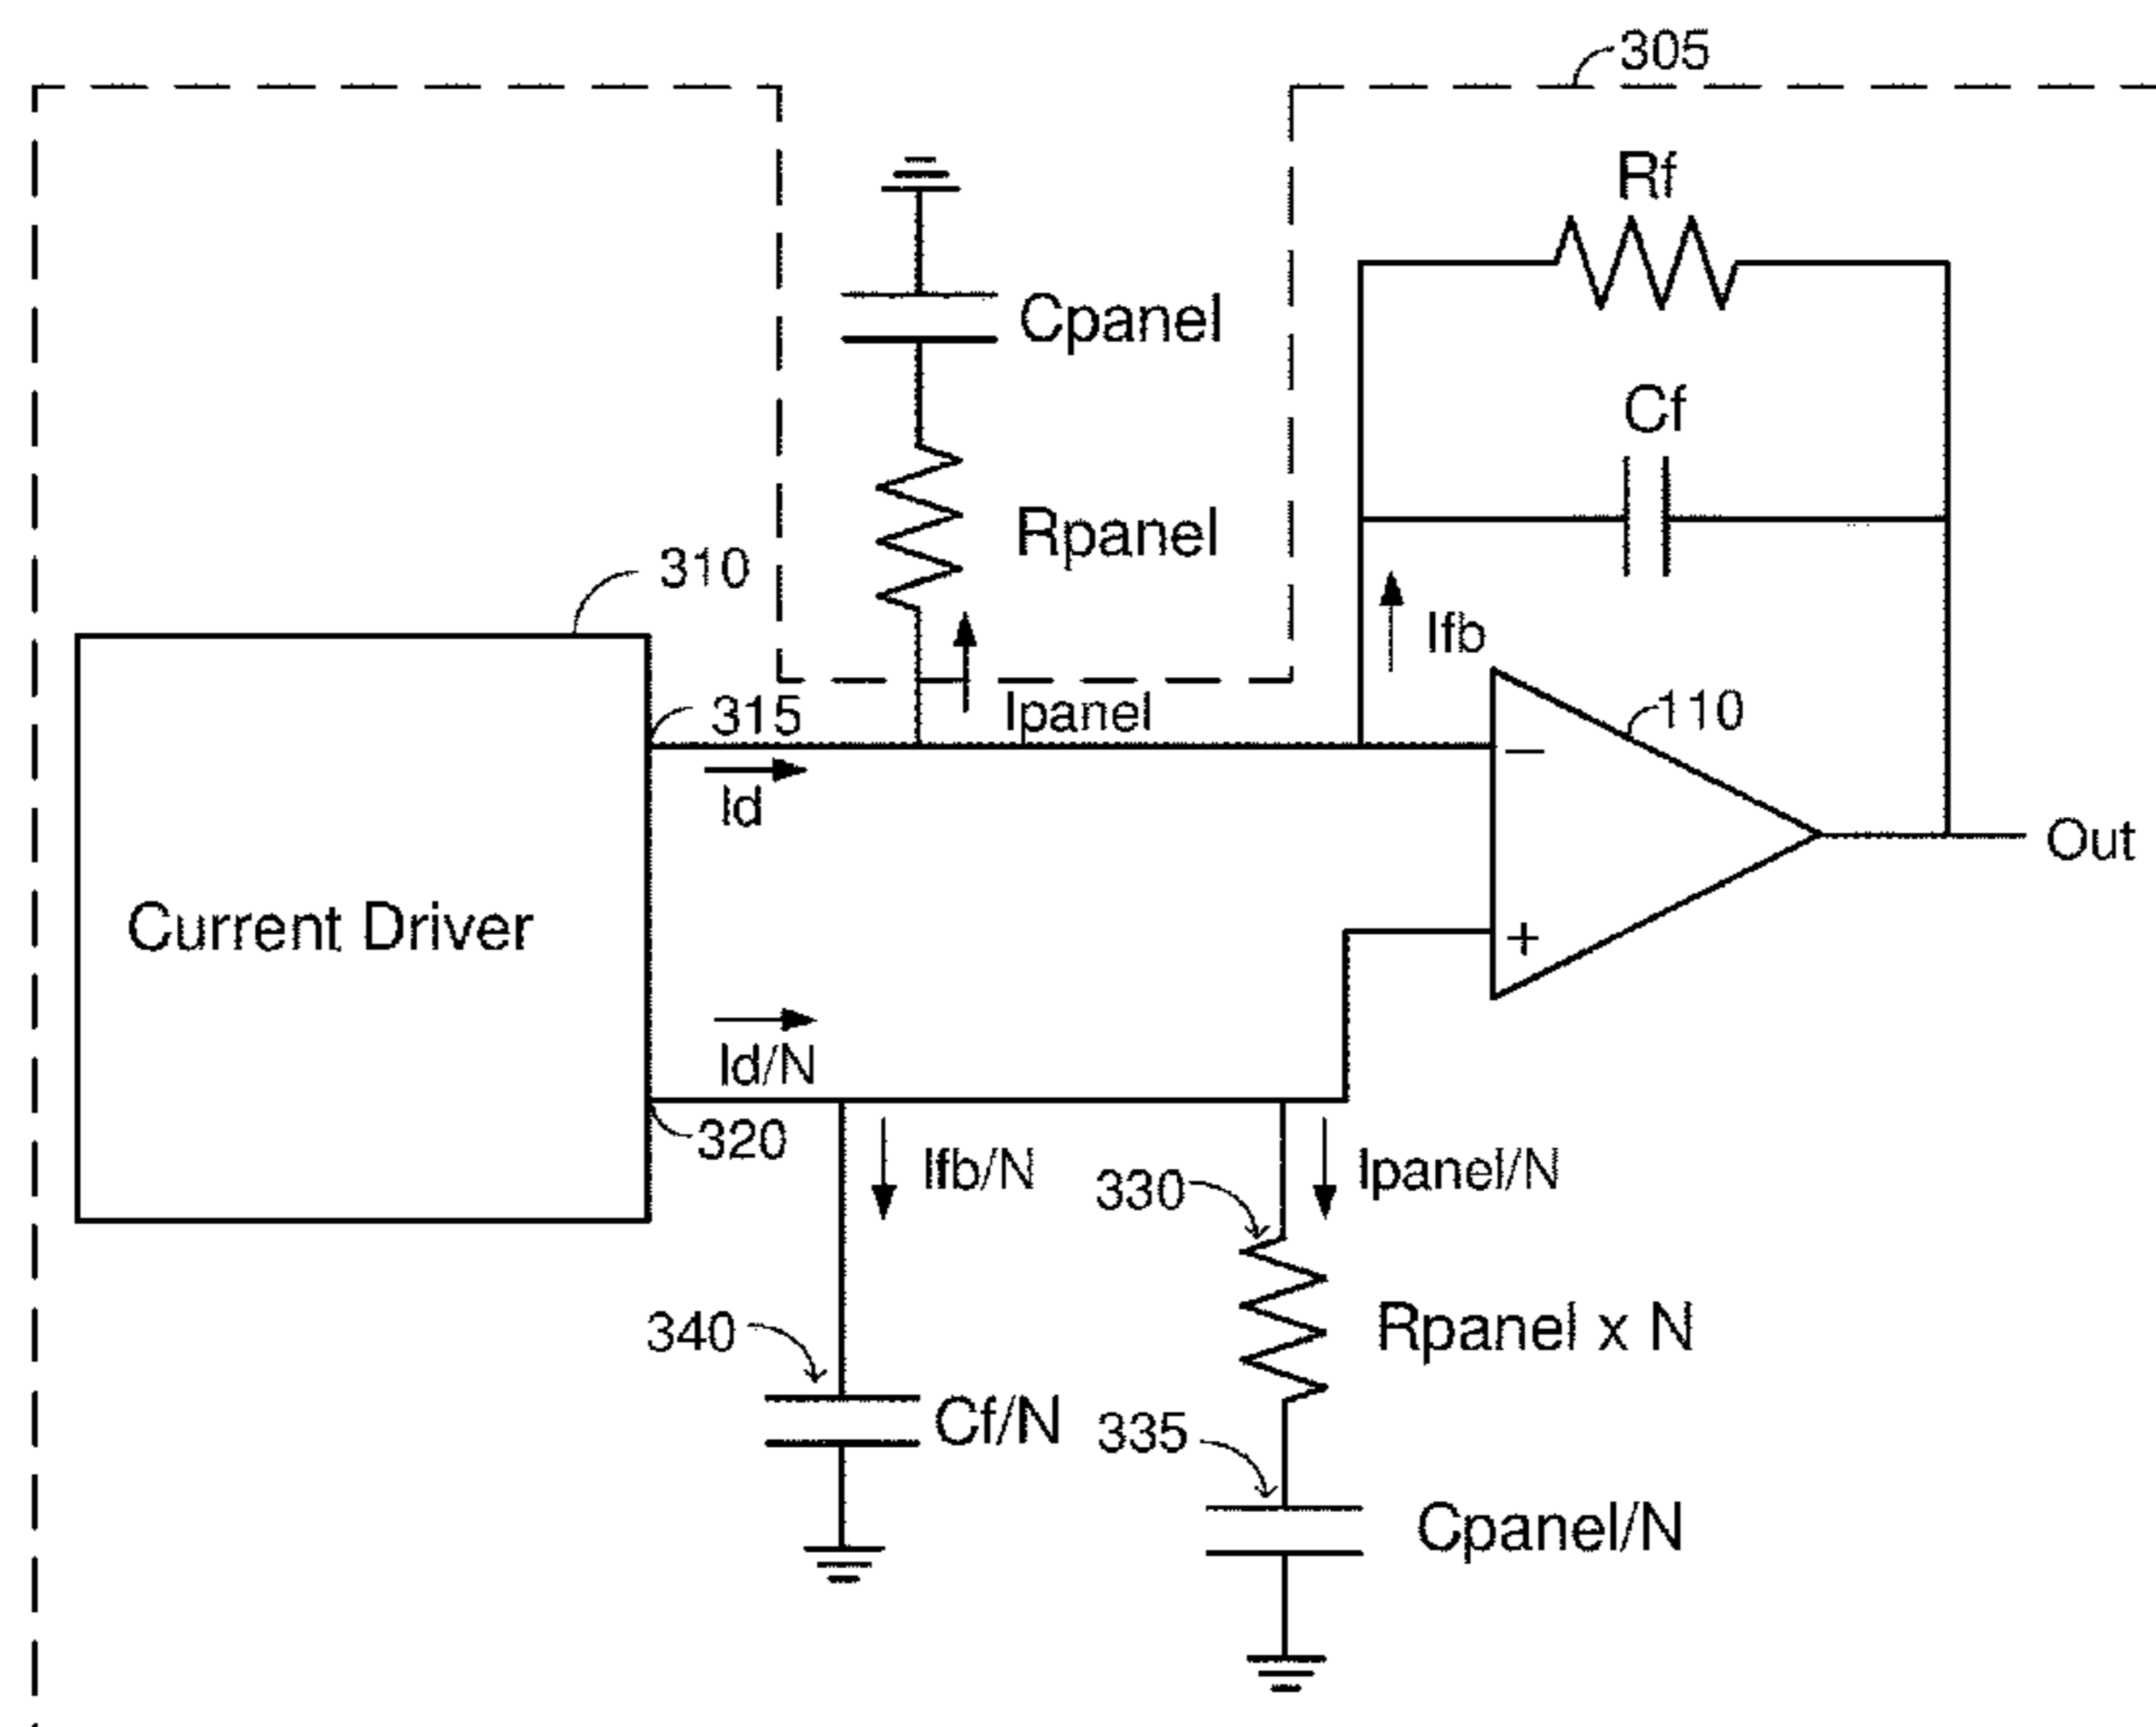 305
Rf
Cpanel
Cf
Rpanel
310
Ifb
315
Ipanel
110
−
Id
Out
Current Driver
+
Id/N
320
Ifb/N
330
Ipanel/N
340
Rpanel x N
Cf/N
335
Cpanel/N